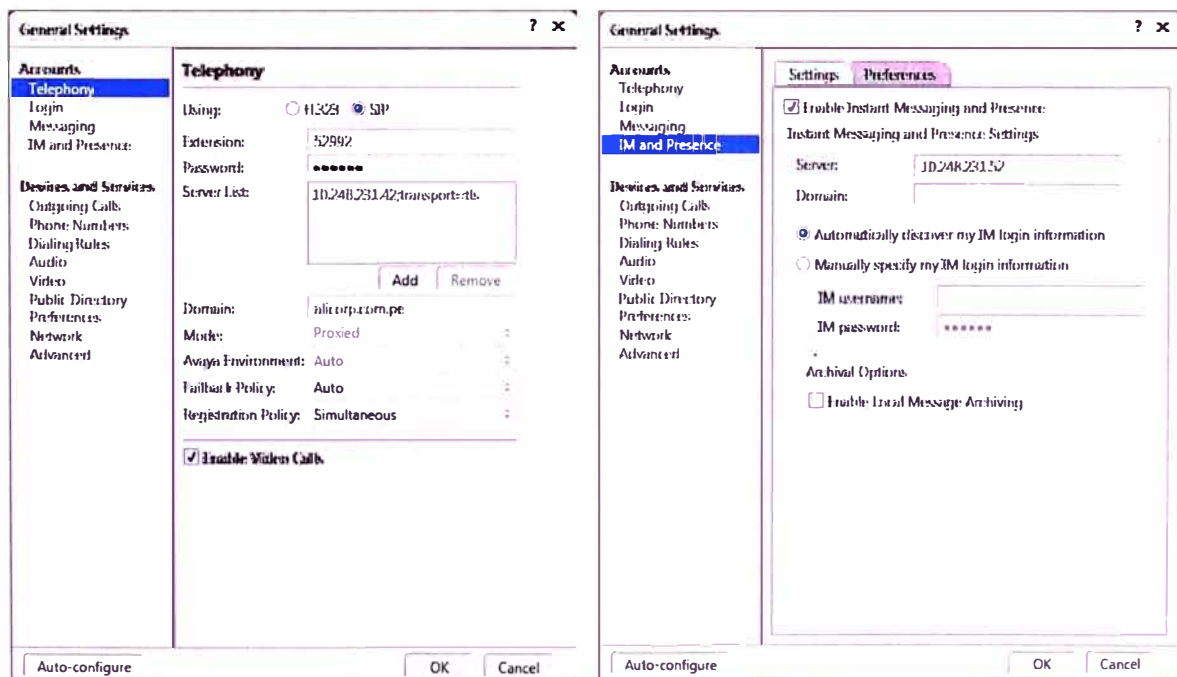 General Settings ? ×
Accounts
Telephony
Login
Messaging
IM and Presence
Devices and Services
Outgoing Calls
Phone Numbers
Dialing Rules
Audio
Video
Public Directory
Preferences
Network
Advanced
Telephony
Using: H.323 SIP
Extension: 52992
Password: ••••••
Server List: 10.248.231.42;transport=tls
Add Remove
Domain: alicorp.com.pe
Mode: Proxied
Avaya Environment: Auto
Failback Policy: Auto
Registration Policy: Simultaneous
Enable Video Calls
Auto-configure OK Cancel
General Settings ? ×
Accounts
Telephony
Login
Messaging
IM and Presence
Devices and Services
Outgoing Calls
Phone Numbers
Dialing Rules
Audio
Video
Public Directory
Preferences
Network
Advanced
Settings Preferences
Enable Instant Messaging and Presence
Instant Messaging and Presence Settings
Server: 10.248.231.52
Domain:
Automatically discover my IM login information
Manually specify my IM login information
IM username:
IM password: ••••••
Archival Options
Enable Local Message Archiving
Auto-configure OK Cancel